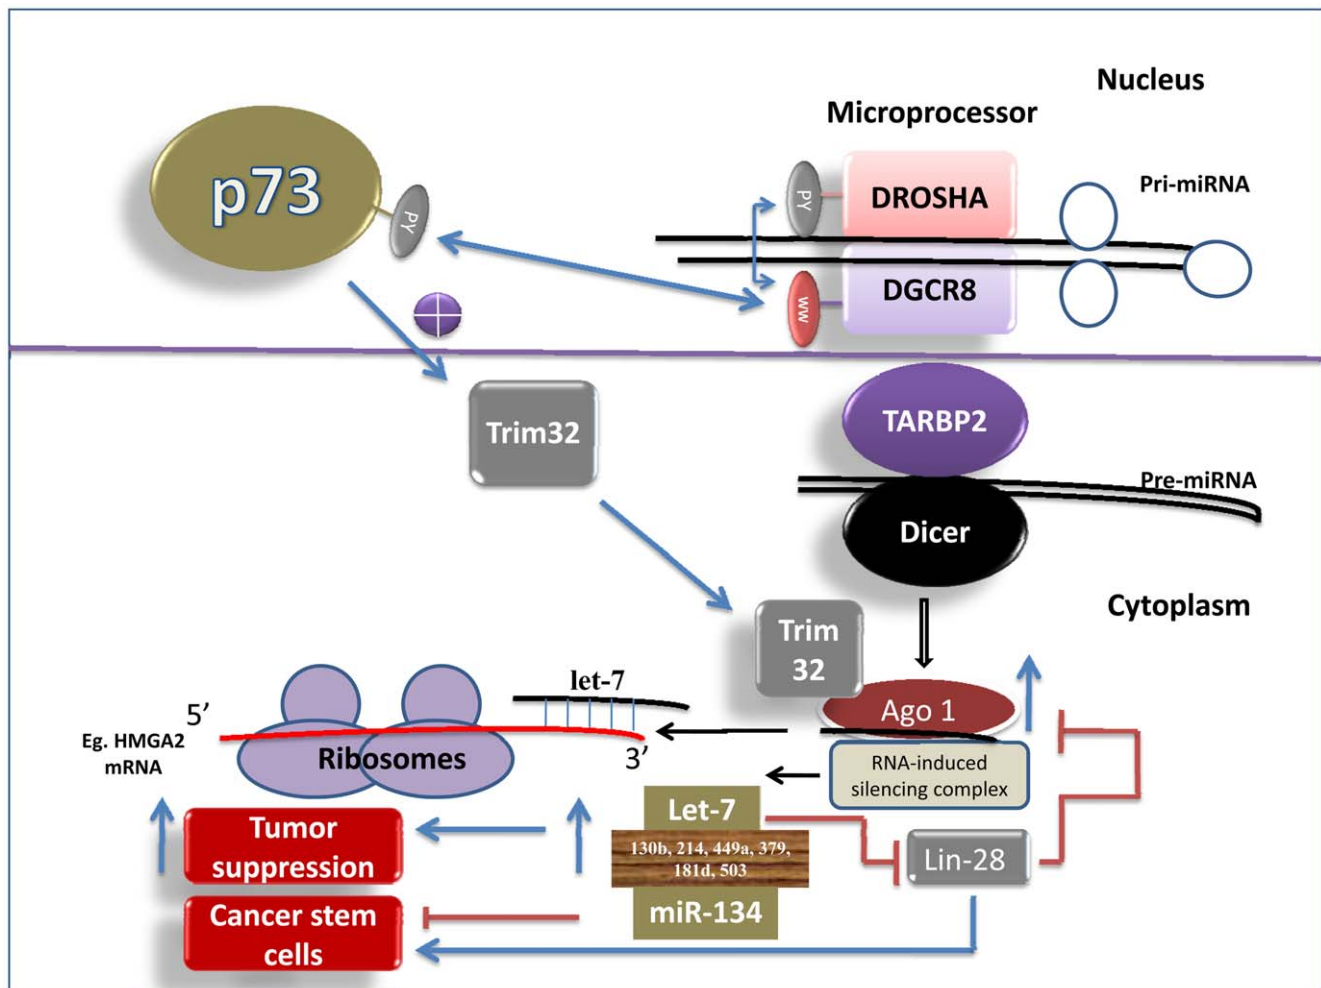 Nucleus
Microprocessor
p73
PY
PY
DROSHA
Pri-miRNA
DGCR8
WW
TARBP2
Trim32
Pre-miRNA
Dicer
Cytoplasm
Trim
32
let-7
Ago 1
5’
Eg. HMGA2
mRNA
Ribosomes
3’
RNA-induced
silencing complex
Let-7
Tumor
suppression
130b, 214, 449a, 379,
181d, 503
Lin-28
miR-134
Cancer stem
cells